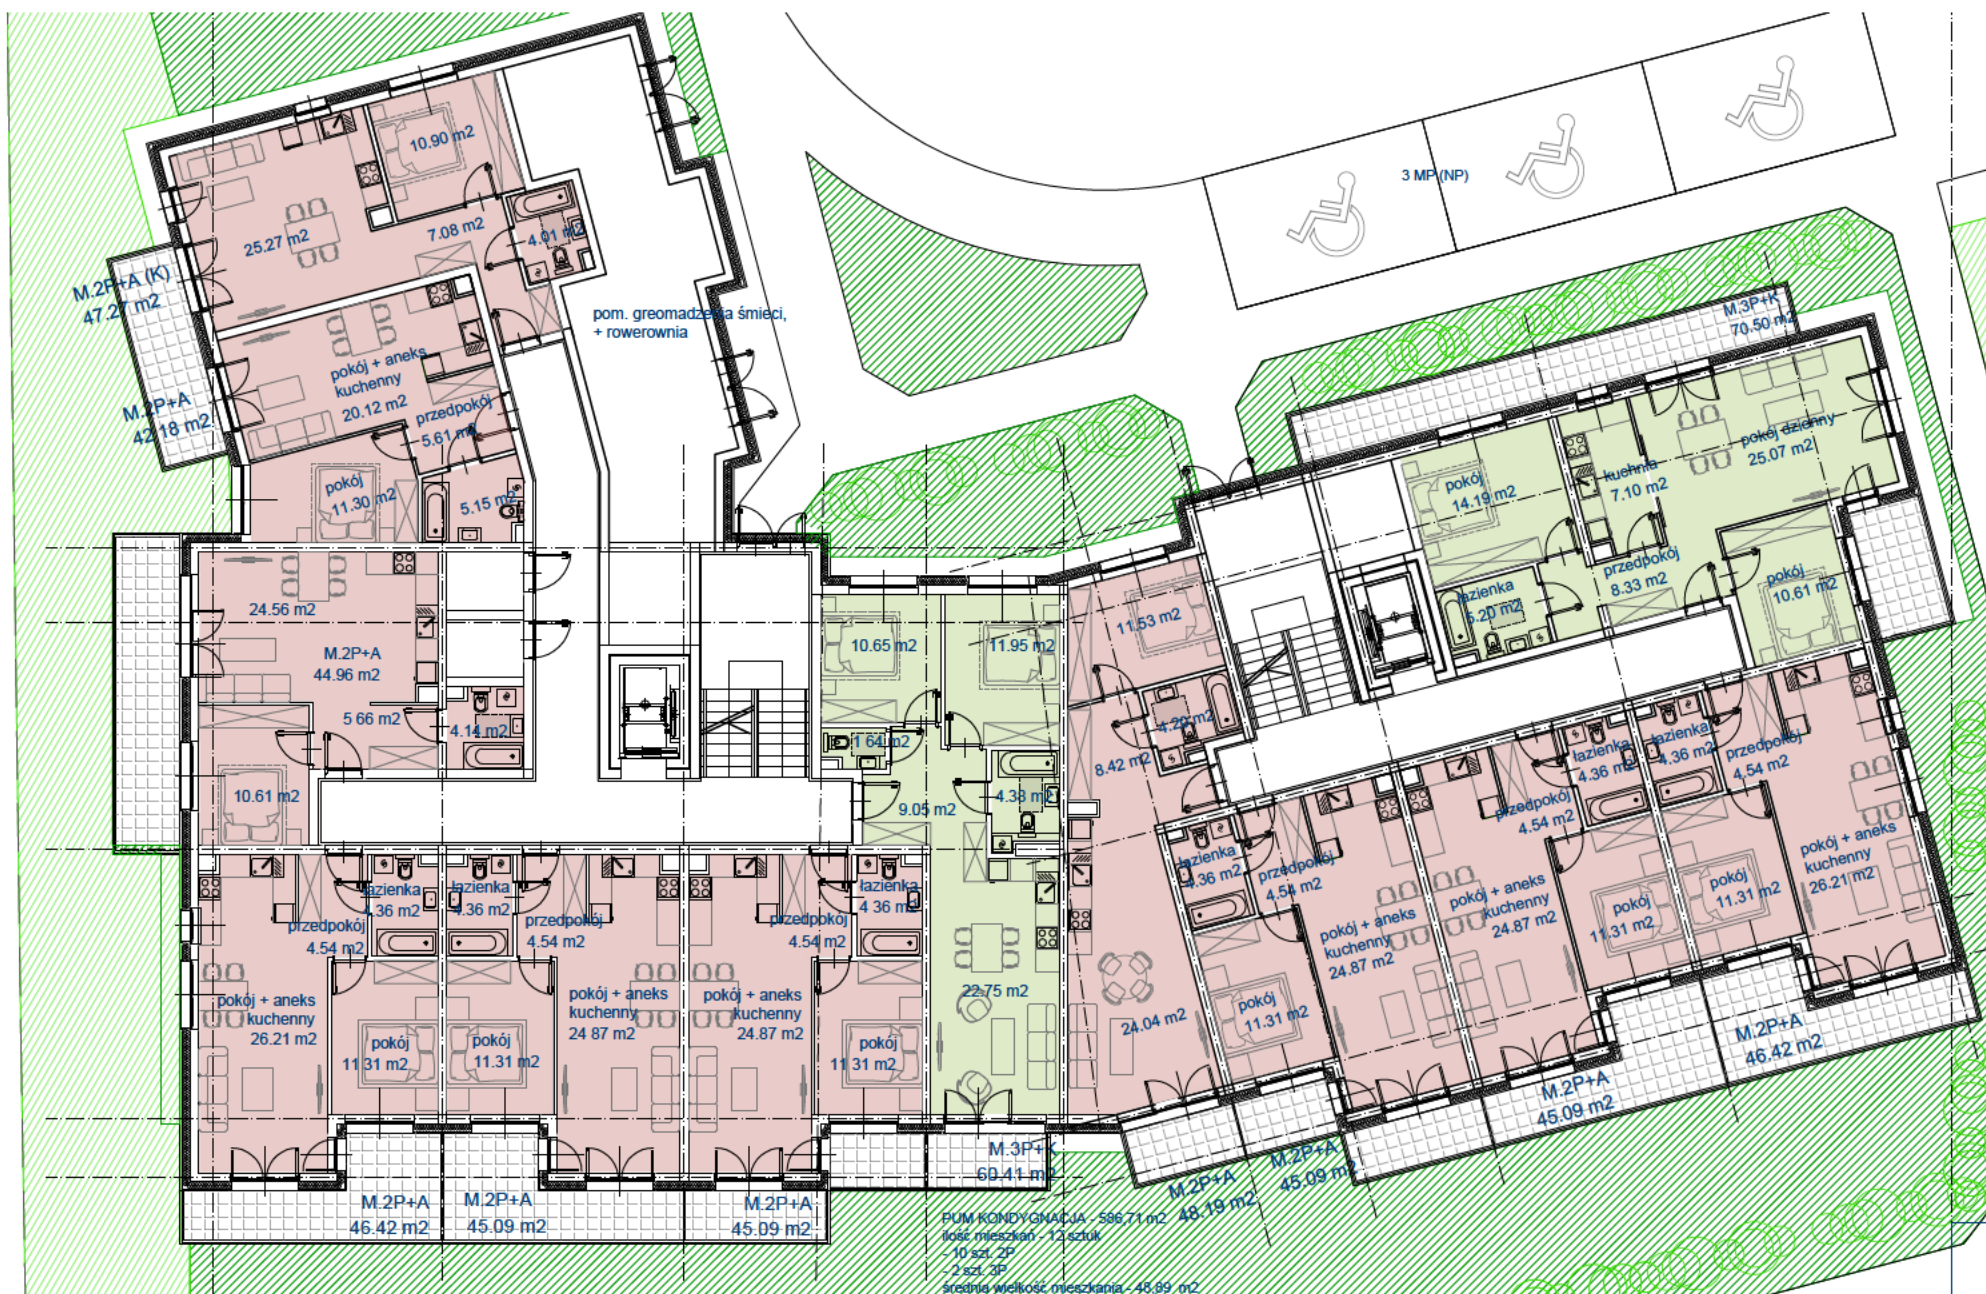 10.90 m2
25.27 m2
7.08 m2
4.01 m2
M.2P+A (K)
47.27 m2
pom. greomadzenia śmieci,
+ rowerownia
pokój + aneks
kuchenny
20.12 m2
przedpokój
5.61 m2
M.2P+A
42.18 m2
pokój
11.30 m2
5.15 m2
3 MP (NP)
M.3P+K
70.50 m2
pokój dzienny
25.07 m2
kuchnia
7.10 m2
pokój
14.19 m2
przedpokój
8.33 m2
łazienka
5.20 m2
pokój
10.61 m2
24.56 m2
M.2P+A
44.96 m2
5 66 m2
4.14 m2
10.61 m2
10.65 m2
11.95 m2
1 64 m2
9.05 m2
4.38 m2
22.75 m2
11.53 m2
4.29 m2
8.42 m2
24.04 m2
łazienka
4.36 m2
przedpokój
4.54 m2
pokój + aneks
kuchenny
26.21 m2
pokój
11.31 m2
łazienka
4.36 m2
przedpokój
4.54 m2
pokój + aneks
kuchenny
24 87 m2
pokój
11.31 m2
łazienka
4 36 m2
przedpokój
4.54 m2
pokój + aneks
kuchenny
24.87 m2
pokój
11 31 m2
łazienka
4.36 m2
przedpokój
4.54 m2
pokój + aneks
kuchenny
24.87 m2
pokój
11.31 m2
łazienka
4.36 m2
przedpokój
4.54 m2
pokój + aneks
kuchenny
24.87 m2
pokój
11.31 m2
łazienka
4.36 m2
przedpokój
4.54 m2
pokój + aneks
kuchenny
26.21 m2
pokój
11.31 m2
M.2P+A
46.42 m2
M.2P+A
45.09 m2
M.2P+A
45.09 m2
M.3P+K
60.41 m2
M.2P+A
48.19 m2
M.2P+A
45.09 m2
M.2P+A
45.09 m2
M.2P+A
46.42 m2
PUM KONDYGNACJA - 586,71 m2
ilość mieszkań - 12 sztuk
- 10 szt. 2P
- 2 szt. 3P
średnia wielkość mieszkania - 48,89 m2